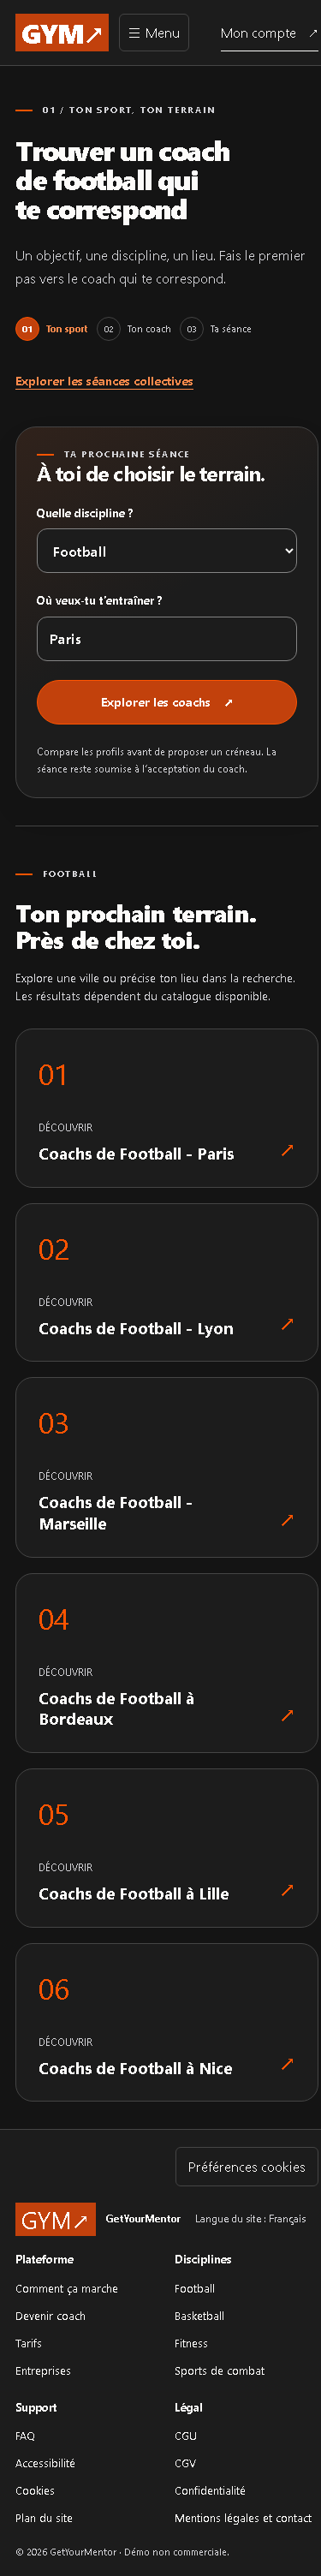 GYM↗ ☰ Menu Mon compte ↗
01 / TON SPORT, TON TERRAIN
Trouver un coach
de football qui
te correspond
Un objectif, une discipline, un lieu. Fais le premier
pas vers le coach qui te correspond.
01 Ton sport 02 Ton coach 03 Ta séance
Explorer les séances collectives
TA PROCHAINE SÉANCE
À toi de choisir le terrain.
Quelle discipline ?
Football
Où veux-tu t'entraîner ?
Paris
Explorer les coachs ↗
Compare les profils avant de proposer un créneau. La
séance reste soumise à l'acceptation du coach.
FOOTBALL
Ton prochain terrain.
Près de chez toi.
Explore une ville ou précise ton lieu dans la recherche.
Les résultats dépendent du catalogue disponible.
01
DÉCOUVRIR
Coachs de Football - Paris ↗
02
DÉCOUVRIR
Coachs de Football - Lyon ↗
03
DÉCOUVRIR
Coachs de Football -
Marseille ↗
04
DÉCOUVRIR
Coachs de Football à
Bordeaux ↗
05
DÉCOUVRIR
Coachs de Football à Lille ↗
06
DÉCOUVRIR
Coachs de Football à Nice ↗
Préférences cookies
GYM↗ GetYourMentor Langue du site : Français
Plateforme
Comment ça marche
Devenir coach
Tarifs
Entreprises
Disciplines
Football
Basketball
Fitness
Sports de combat
Support
FAQ
Accessibilité
Cookies
Plan du site
Légal
CGU
CGV
Confidentialité
Mentions légales et contact
© 2026 GetYourMentor · Démo non commerciale.